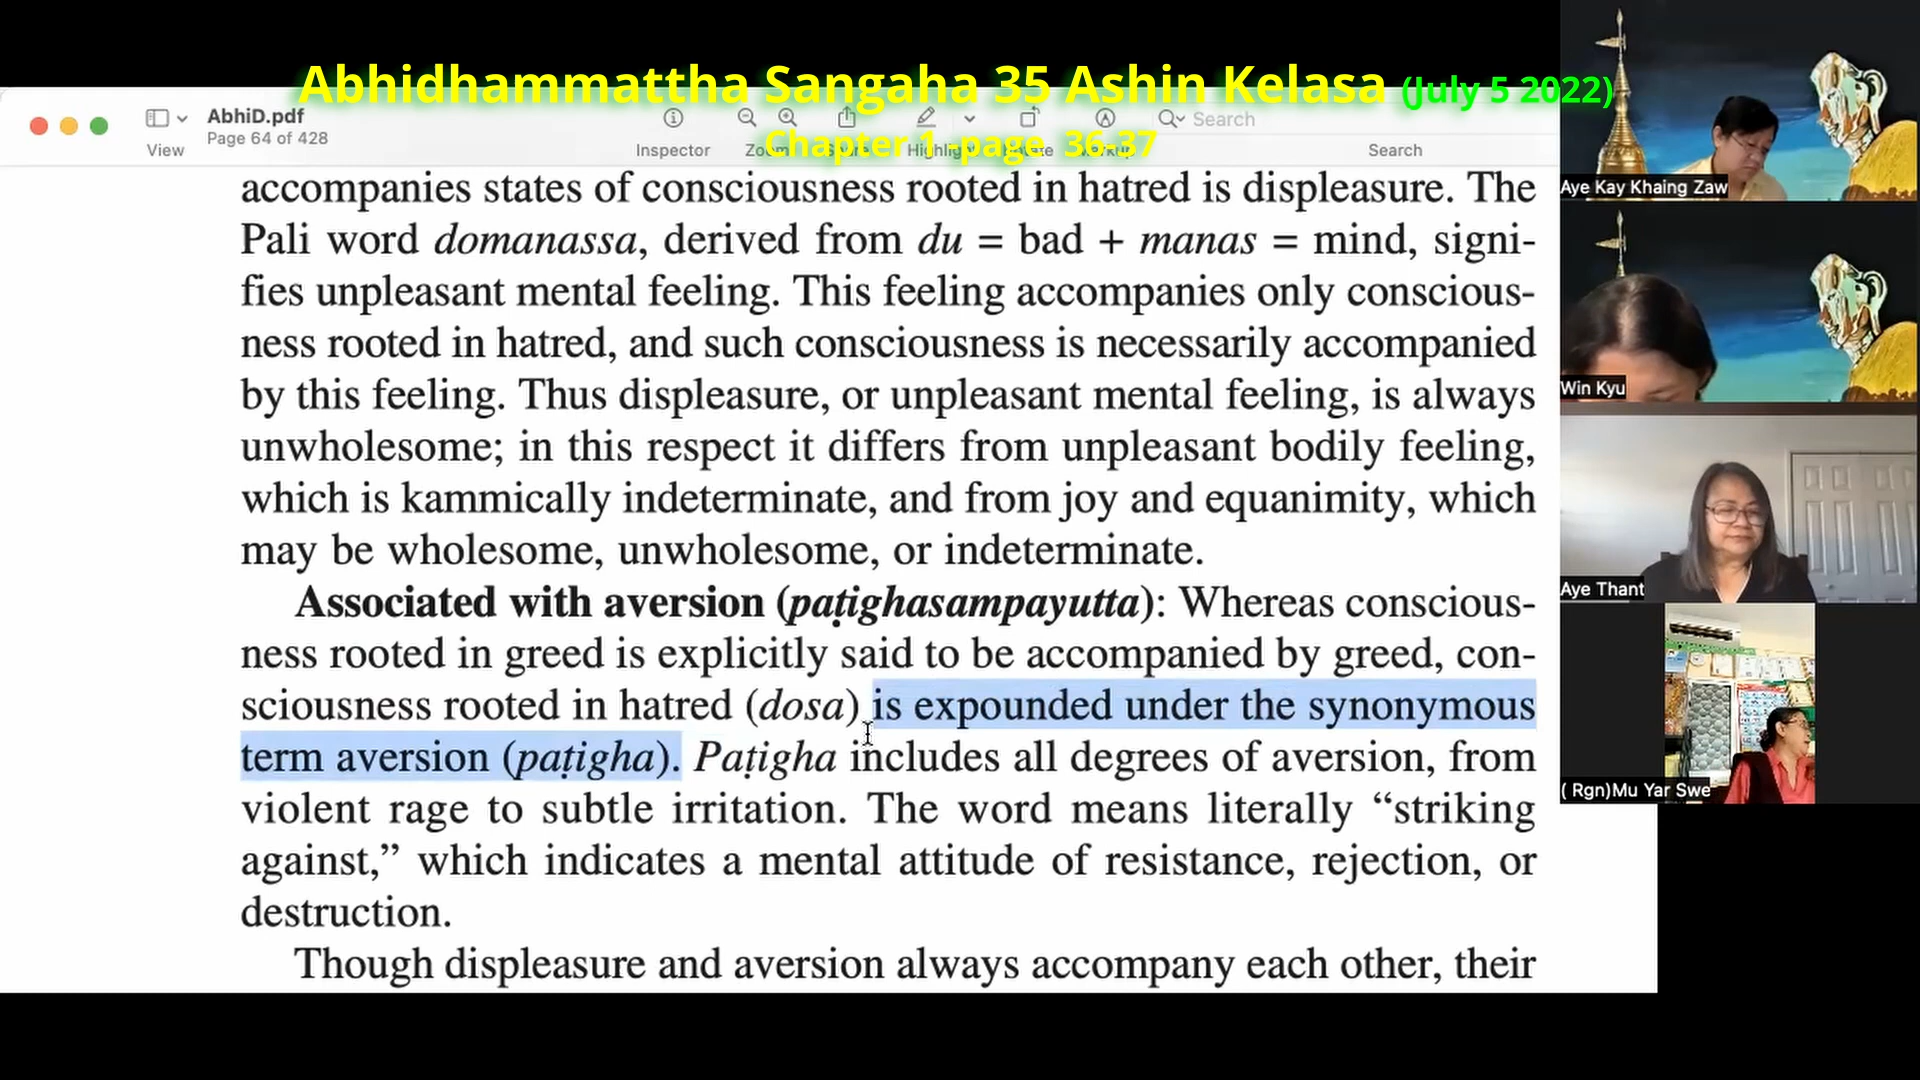 Abhidhammattha Sangaha 35 Ashin Kelasa (July 5 2022)
AbhiD.pdf
Page 64 of 428
Search
Chapter 1 -page 36-37
View
Inspector
Highlight
Search
accompanies states of consciousness rooted in hatred is displeasure. The
Pali word domanassa, derived from du = bad + manas = mind, signi-
fies unpleasant mental feeling. This feeling accompanies only conscious-
ness rooted in hatred, and such consciousness is necessarily accompanied
by this feeling. Thus displeasure, or unpleasant mental feeling, is always
unwholesome; in this respect it differs from unpleasant bodily feeling,
which is kammically indeterminate, and from joy and equanimity, which
may be wholesome, unwholesome, or indeterminate.
Associated with aversion (paṭighasampayutta): Whereas conscious-
ness rooted in greed is explicitly said to be accompanied by greed, con-
sciousness rooted in hatred (dosa) is expounded under the synonymous
term aversion (paṭigha). Paṭigha includes all degrees of aversion, from
violent rage to subtle irritation. The word means literally “striking
against,” which indicates a mental attitude of resistance, rejection, or
destruction.
Though displeasure and aversion always accompany each other, their
Aye Kay Khaing Zaw
Win Kyu
Aye Thant
( Rgn)Mu Yar Swe